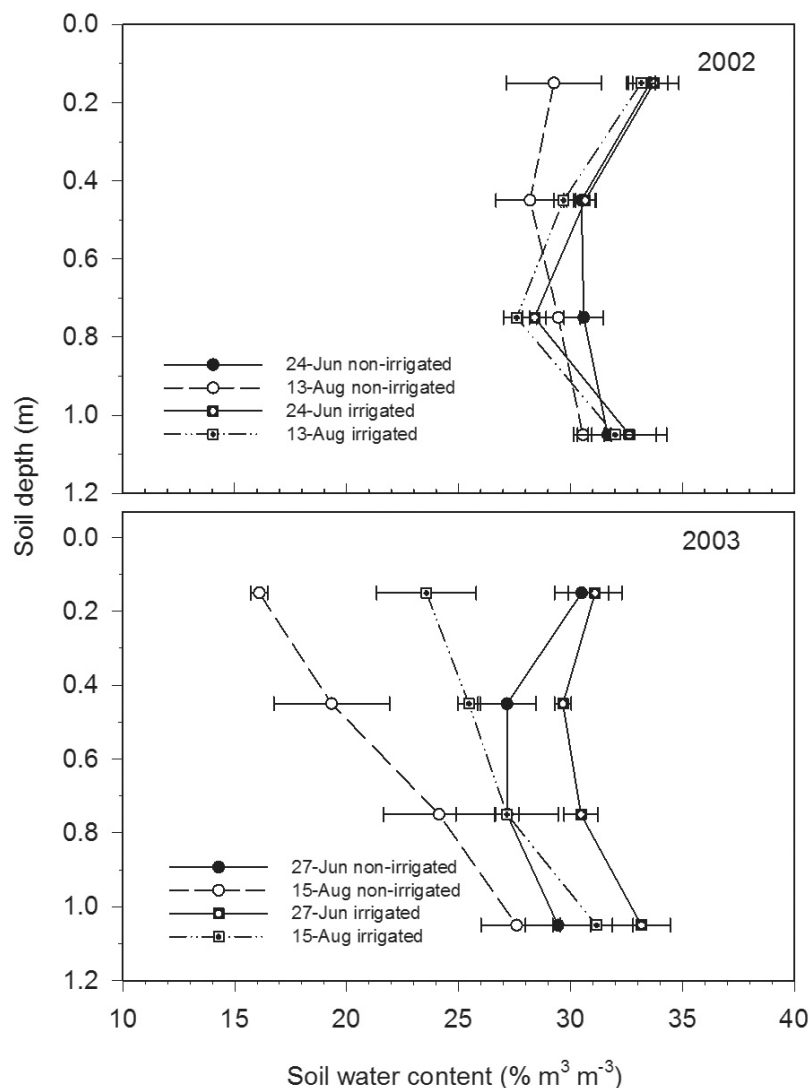 0.0
2002
0.2
0.4
0.6
0.8
24-Jun non-irrigated
13-Aug non-irrigated
1.0
24-Jun irrigated
13-Aug irrigated
1.2
Soil depth (m)
0.0
2003
0.2
0.4
0.6
0.8
27-Jun non-irrigated
15-Aug non-irrigated
1.0
27-Jun irrigated
15-Aug irrigated
1.2
10 15 20 25 30 35 40
Soil water content (% m³ m⁻³)